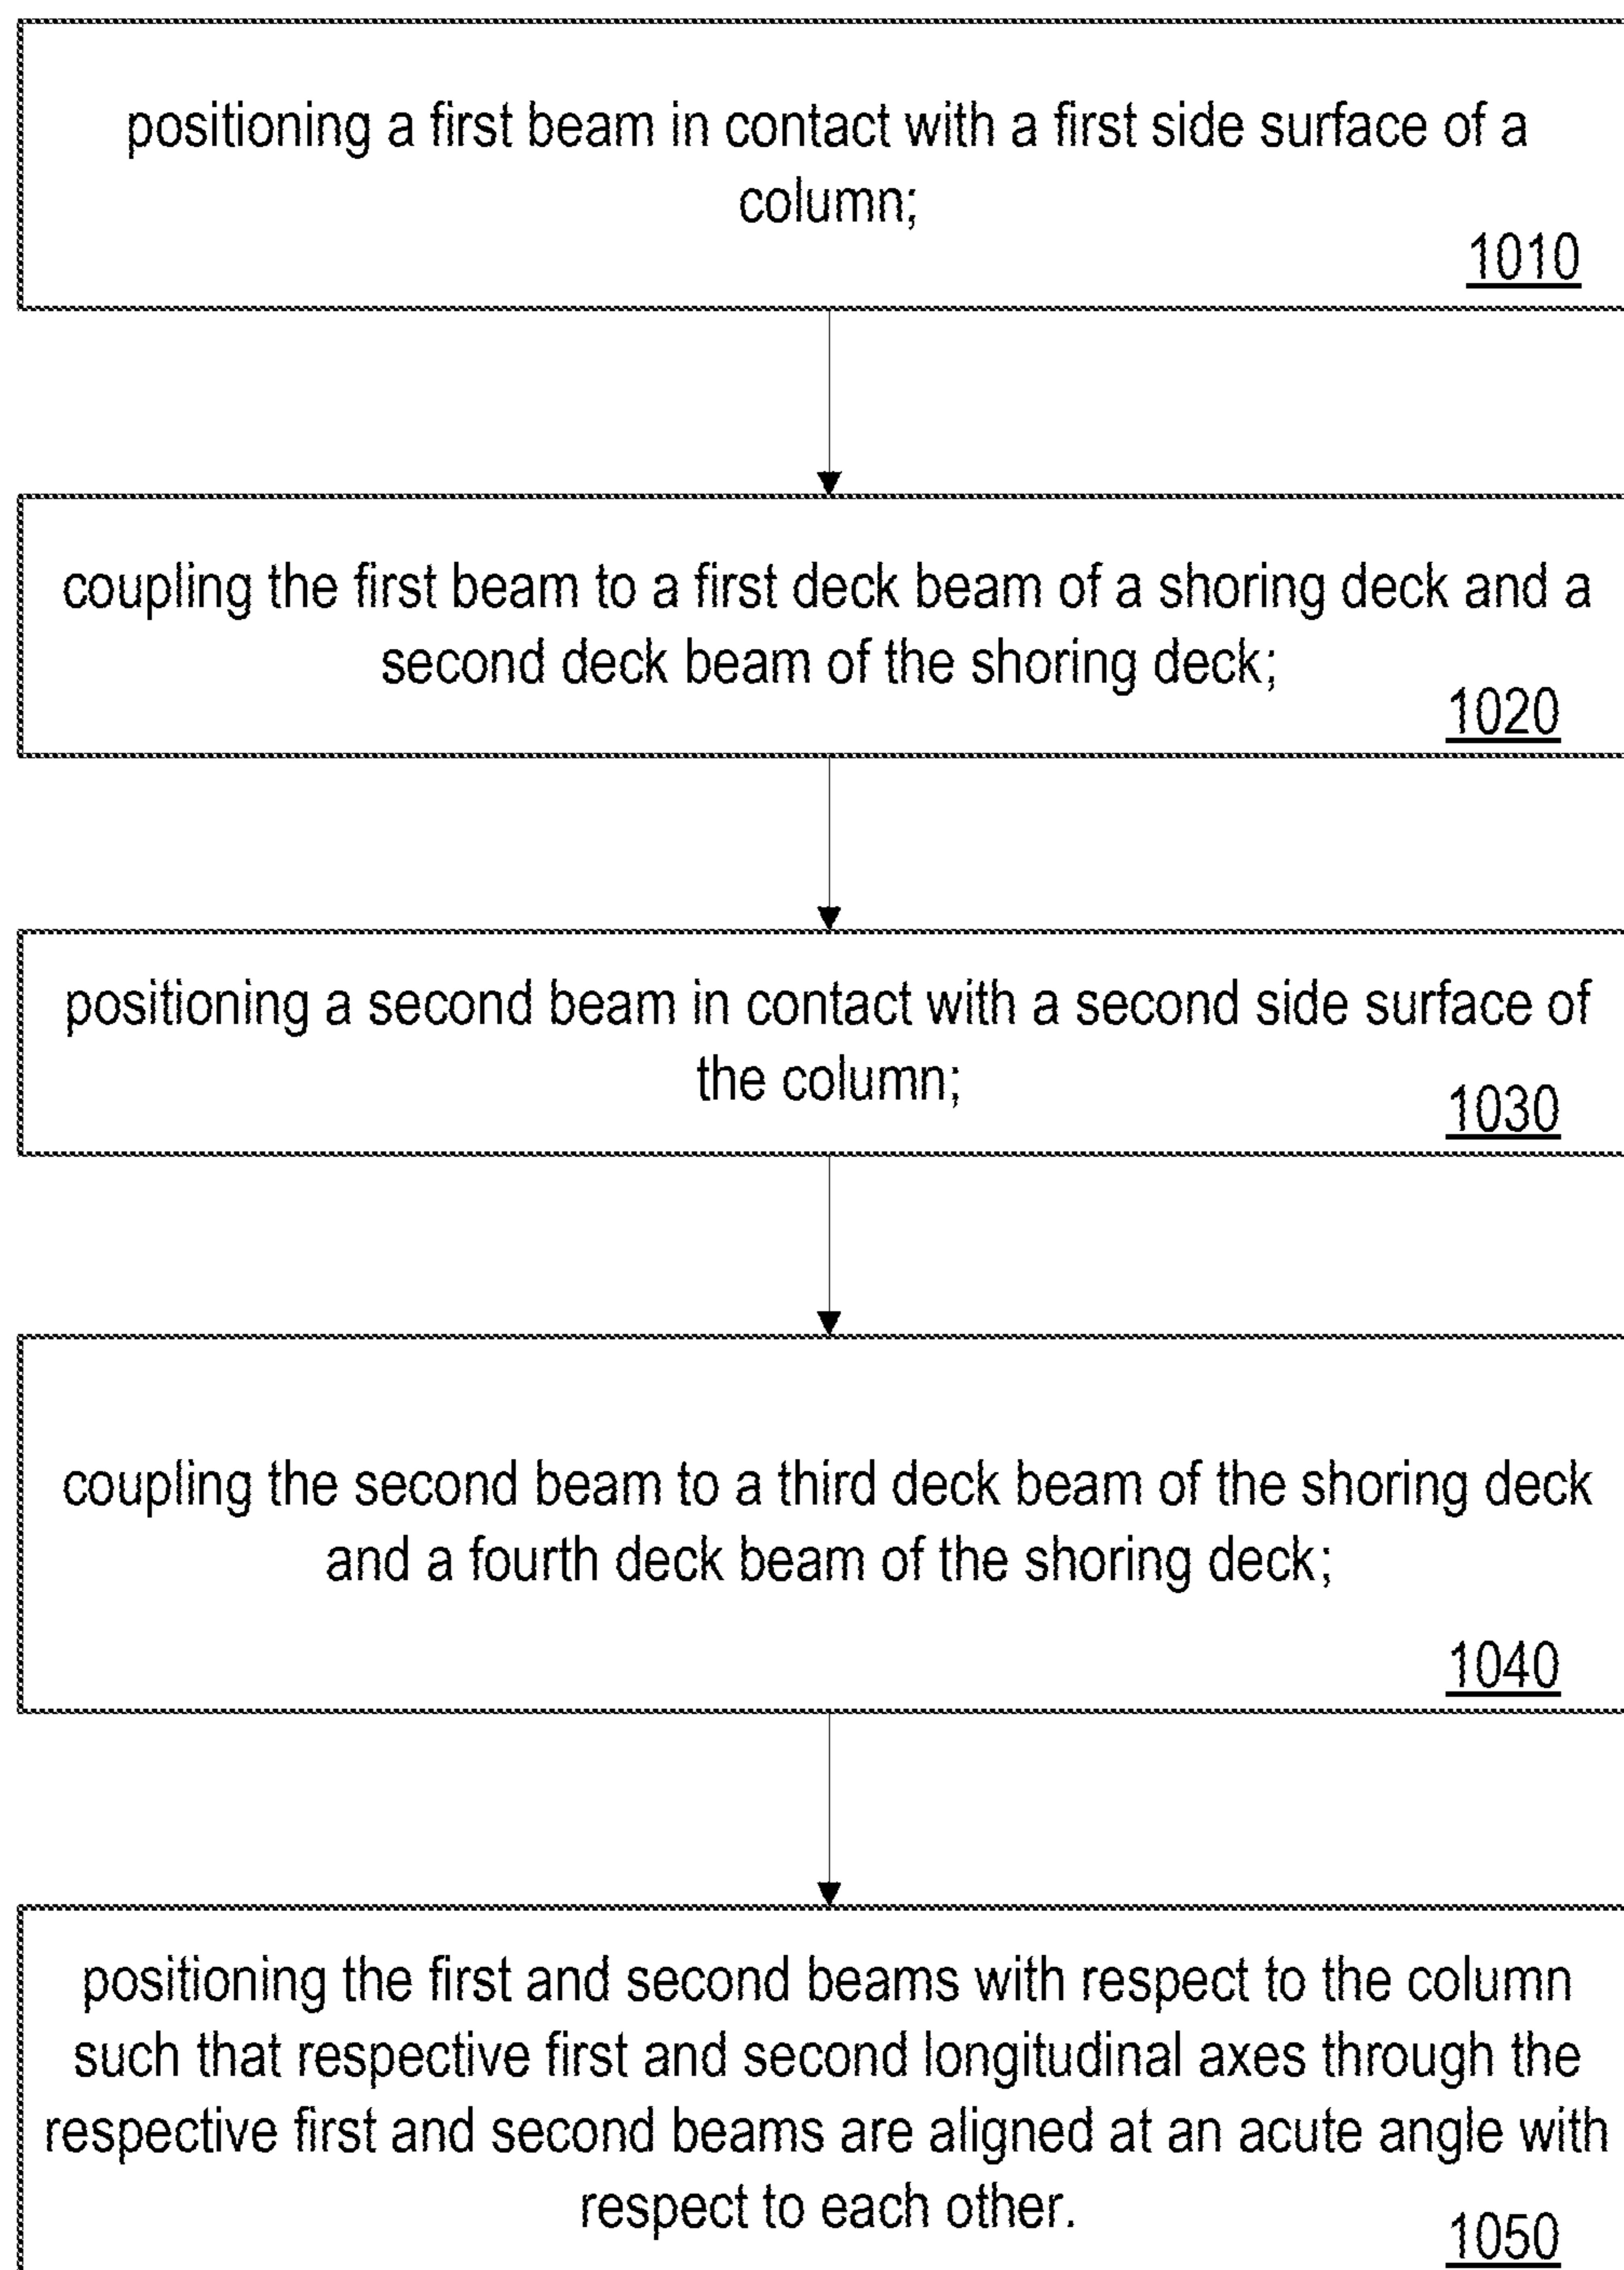 positioning a first beam in contact with a first side surface of a
column;
1010
coupling the first beam to a first deck beam of a shoring deck and a
second deck beam of the shoring deck;
1020
positioning a second beam in contact with a second side surface of
the column;
1030
coupling the second beam to a third deck beam of the shoring deck
and a fourth deck beam of the shoring deck;
1040
positioning the first and second beams with respect to the column
such that respective first and second longitudinal axes through the
respective first and second beams are aligned at an acute angle with
respect to each other.
1050